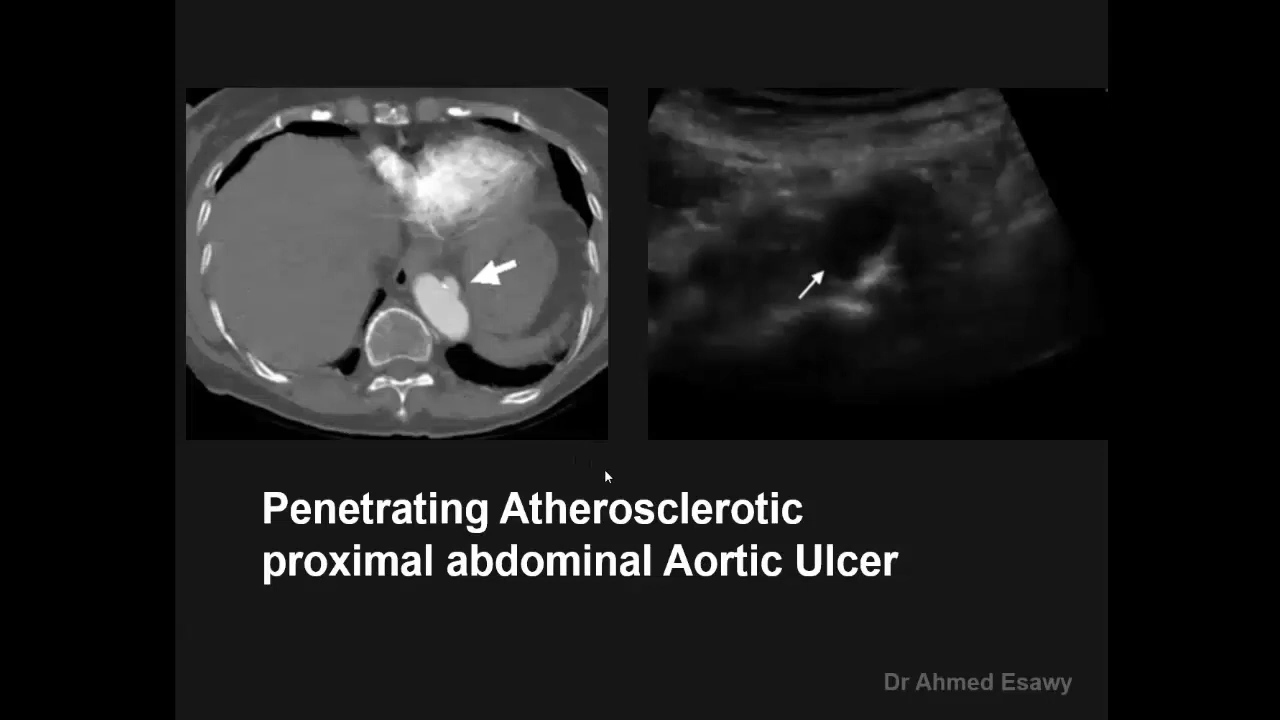 Penetrating Atherosclerotic
proximal abdominal Aortic Ulcer
Dr Ahmed Esawy